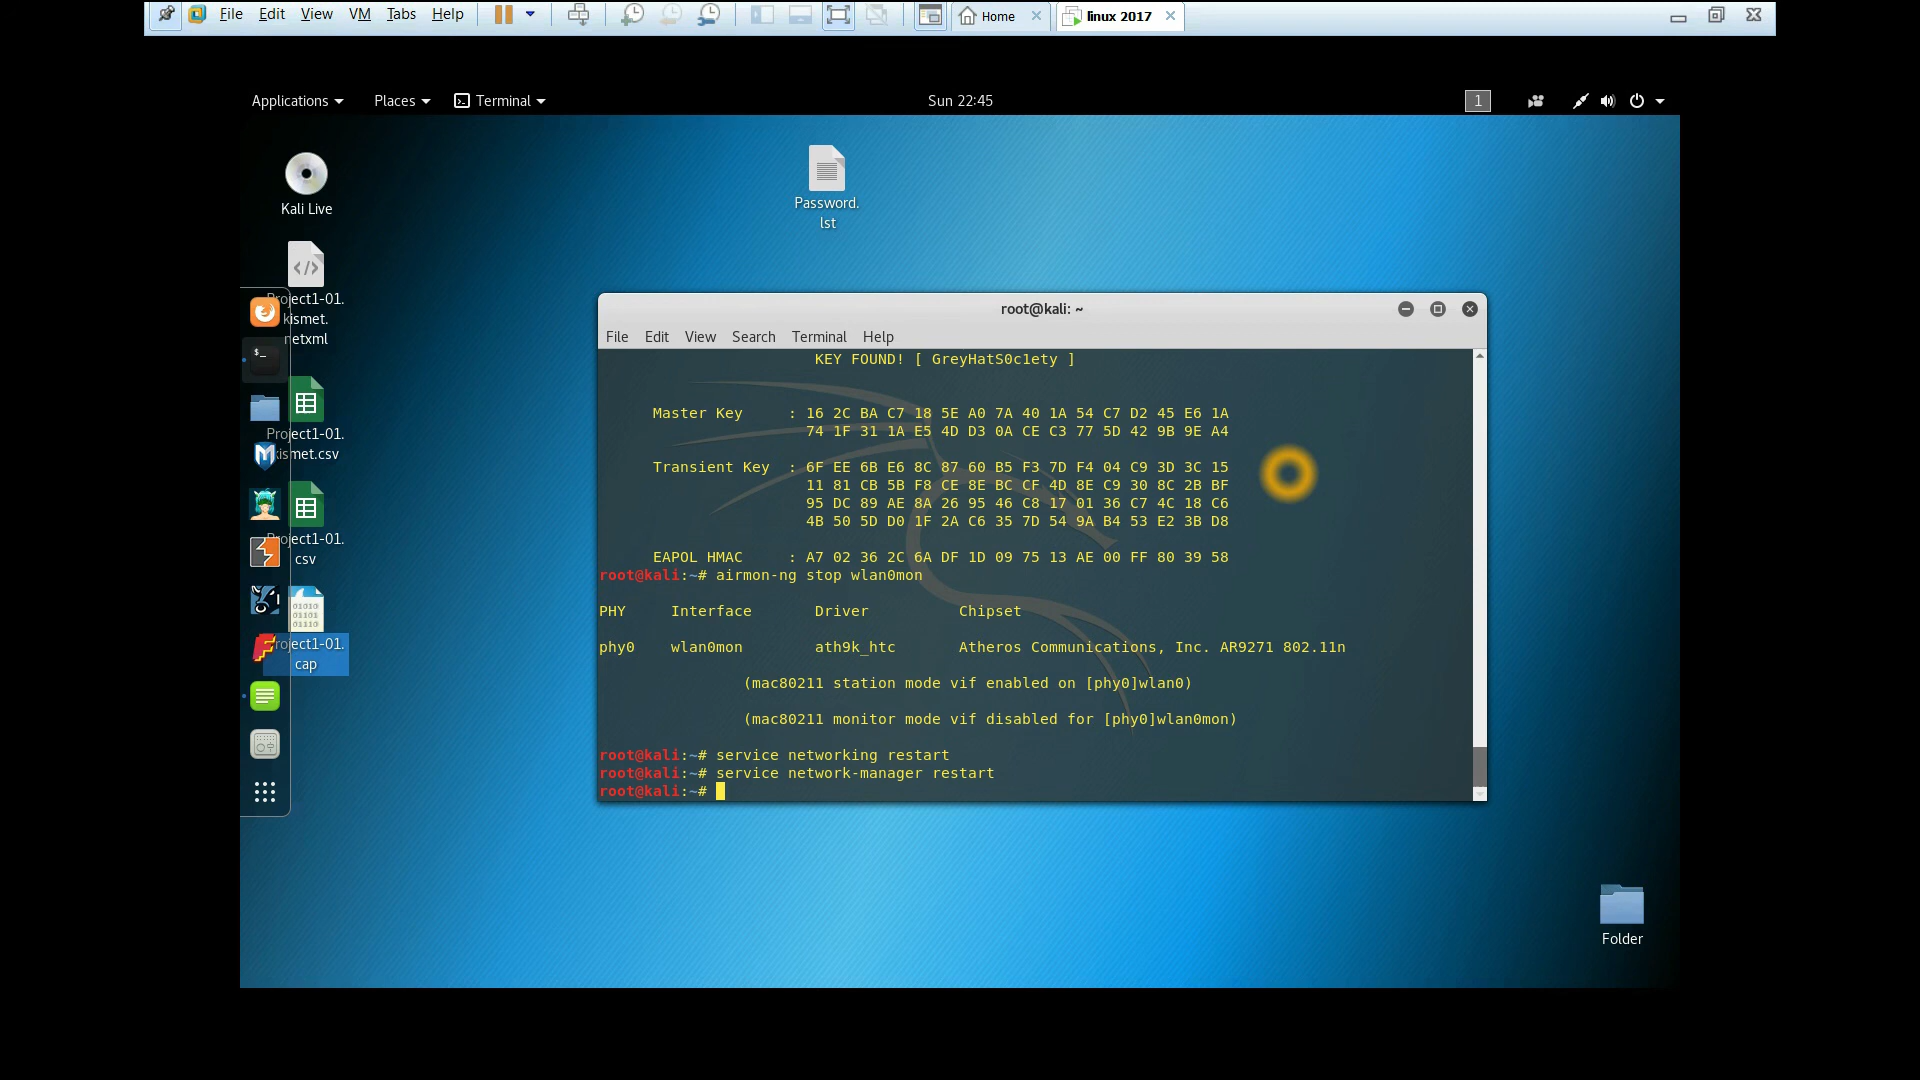 File Edit View VM Tabs Help Home linux 2017
Applications Places Terminal Sun 22:45 1
Kali Live
Password.
lst
Project1-01.
kismet.
netxml
Project1-01.
kismet.csv
Project1-01.
csv
Project1-01.
cap
root@kali: ~
File Edit View Search Terminal Help
KEY FOUND! [ GreyHatS0c1ety ]
Master Key : 16 2C BA C7 18 5E A0 7A 40 1A 54 C7 D2 45 E6 1A
74 1F 31 1A E5 4D D3 0A CE C3 77 5D 42 9B 9E A4
Transient Key : 6F EE 6B E6 8C 87 60 B5 F3 7D F4 04 C9 3D 3C 15
11 81 CB 5B F8 CE 8E BC CF 4D 8E C9 30 8C 2B BF
95 DC 89 AE 8A 26 95 46 C8 17 01 36 C7 4C 18 C6
4B 50 5D D0 1F 2A C6 35 7D 54 9A B4 53 E2 3B D8
EAPOL HMAC : A7 02 36 2C 6A DF 1D 09 75 13 AE 00 FF 80 39 58
root@kali:~# airmon-ng stop wlan0mon
PHY Interface Driver Chipset
phy0 wlan0mon ath9k_htc Atheros Communications, Inc. AR9271 802.11n
(mac80211 station mode vif enabled on [phy0]wlan0)
(mac80211 monitor mode vif disabled for [phy0]wlan0mon)
root@kali:~# service networking restart
root@kali:~# service network-manager restart
root@kali:~#
Folder